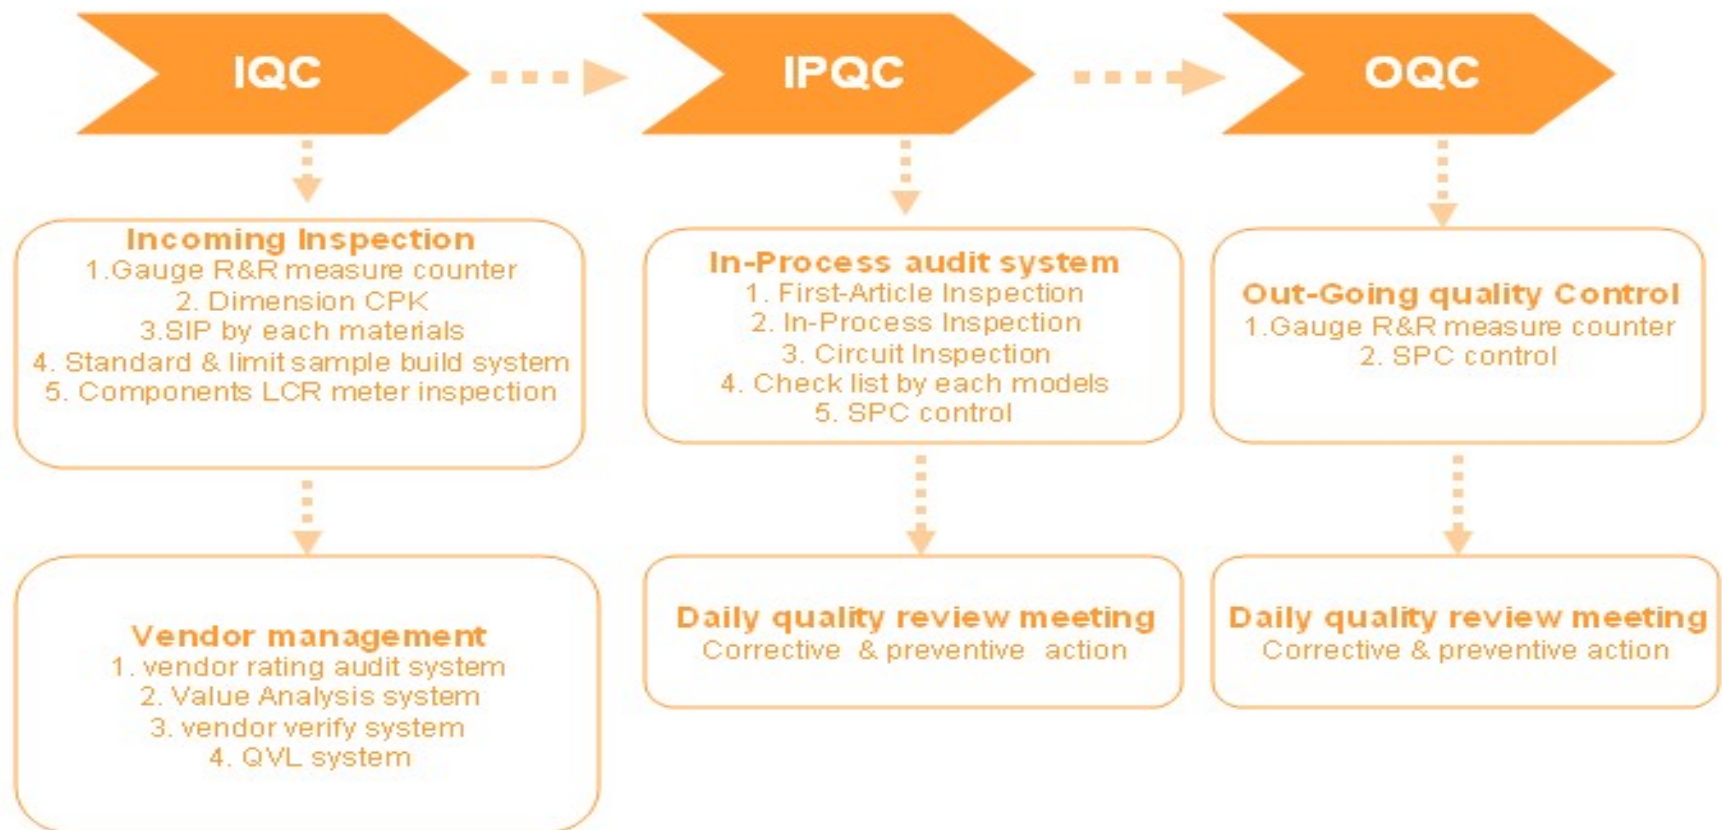 IQC
IPQC
OQC
Incoming Inspection
1.Gauge R&R measure counter
2. Dimension CPK
3.SIP by each materials
4. Standard & limit sample build system
5. Components LCR meter inspection
In-Process audit system
1. First-Article Inspection
2. In-Process Inspection
3. Circuit Inspection
4. Check list by each models
5. SPC control
Out-Going quality Control
1.Gauge R&R measure counter
2. SPC control
Vendor management
1. vendor rating audit system
2. Value Analysis system
3. vendor verify system
4. QVL system
Daily quality review meeting
Corrective & preventive action
Daily quality review meeting
Corrective & preventive action